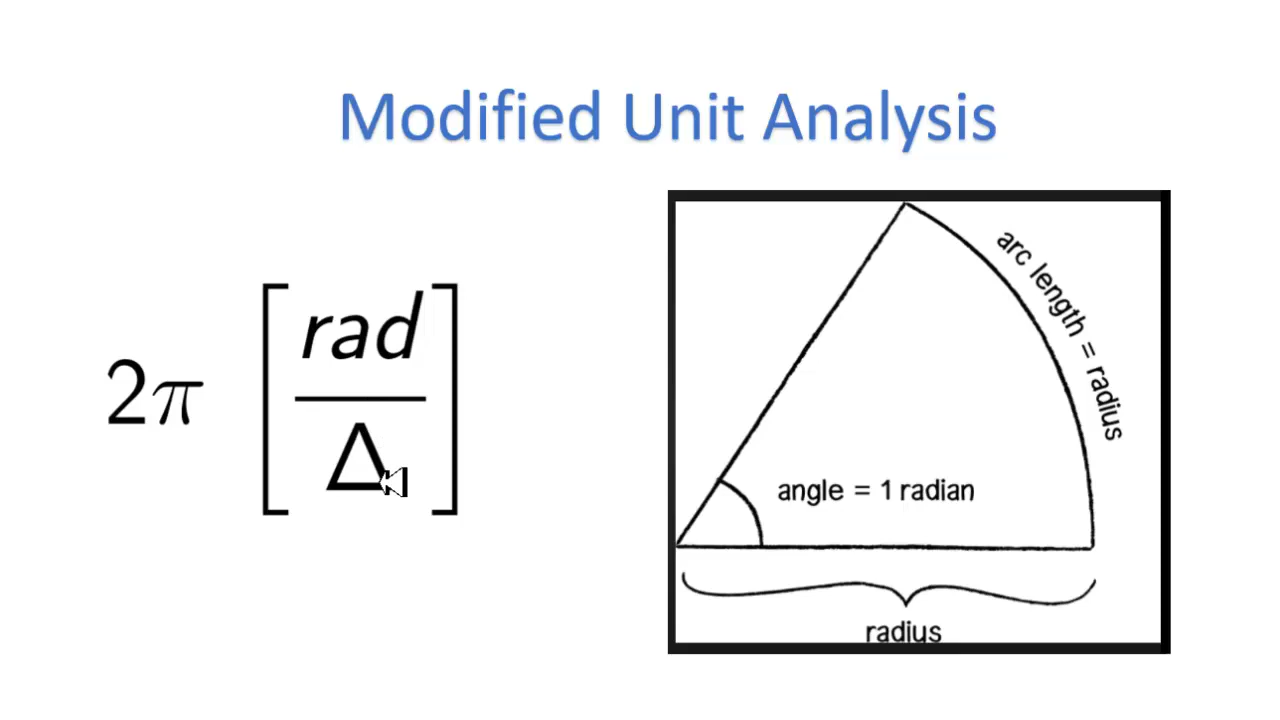 Modified Unit Analysis
2π [rad/Δ]
arc length = radius
angle = 1 radian
radius